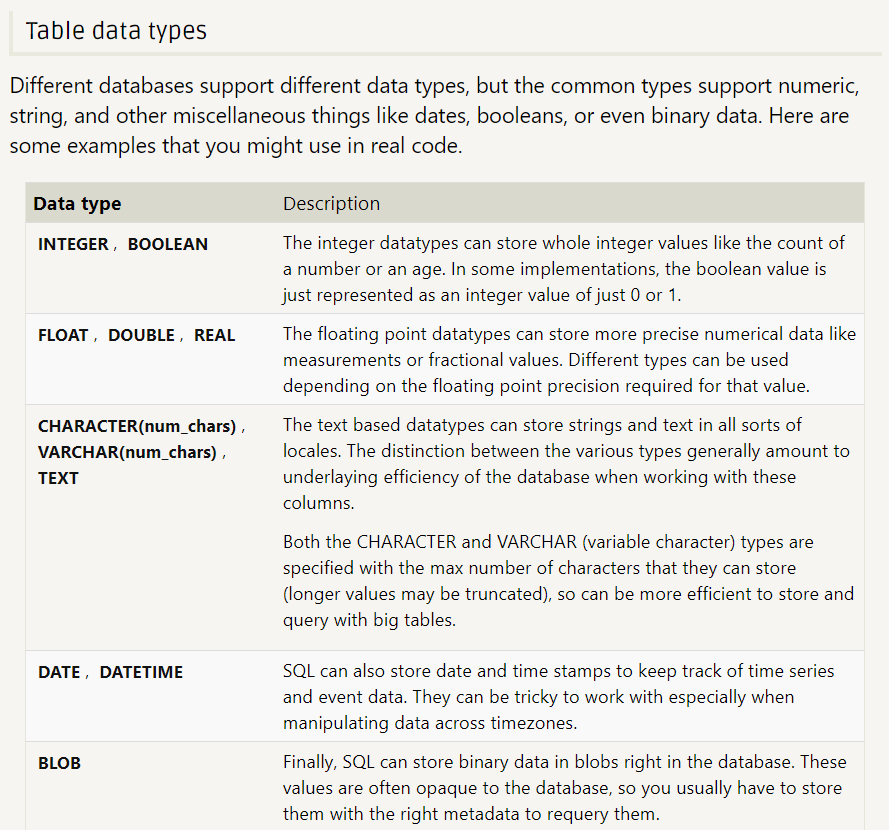 Table data types
Different databases support different data types, but the common types support numeric,
string, and other miscellaneous things like dates, booleans, or even binary data. Here are
some examples that you might use in real code.
Data type Description
INTEGER , BOOLEAN The integer datatypes can store whole integer values like the count of
a number or an age. In some implementations, the boolean value is
just represented as an integer value of just 0 or 1.
FLOAT , DOUBLE , REAL The floating point datatypes can store more precise numerical data like
measurements or fractional values. Different types can be used
depending on the floating point precision required for that value.
CHARACTER(num_chars) , The text based datatypes can store strings and text in all sorts of
VARCHAR(num_chars) , locales. The distinction between the various types generally amount to
TEXT underlaying efficiency of the database when working with these
columns.
Both the CHARACTER and VARCHAR (variable character) types are
specified with the max number of characters that they can store
(longer values may be truncated), so can be more efficient to store and
query with big tables.
DATE , DATETIME SQL can also store date and time stamps to keep track of time series
and event data. They can be tricky to work with especially when
manipulating data across timezones.
BLOB Finally, SQL can store binary data in blobs right in the database. These
values are often opaque to the database, so you usually have to store
them with the right metadata to requery them.